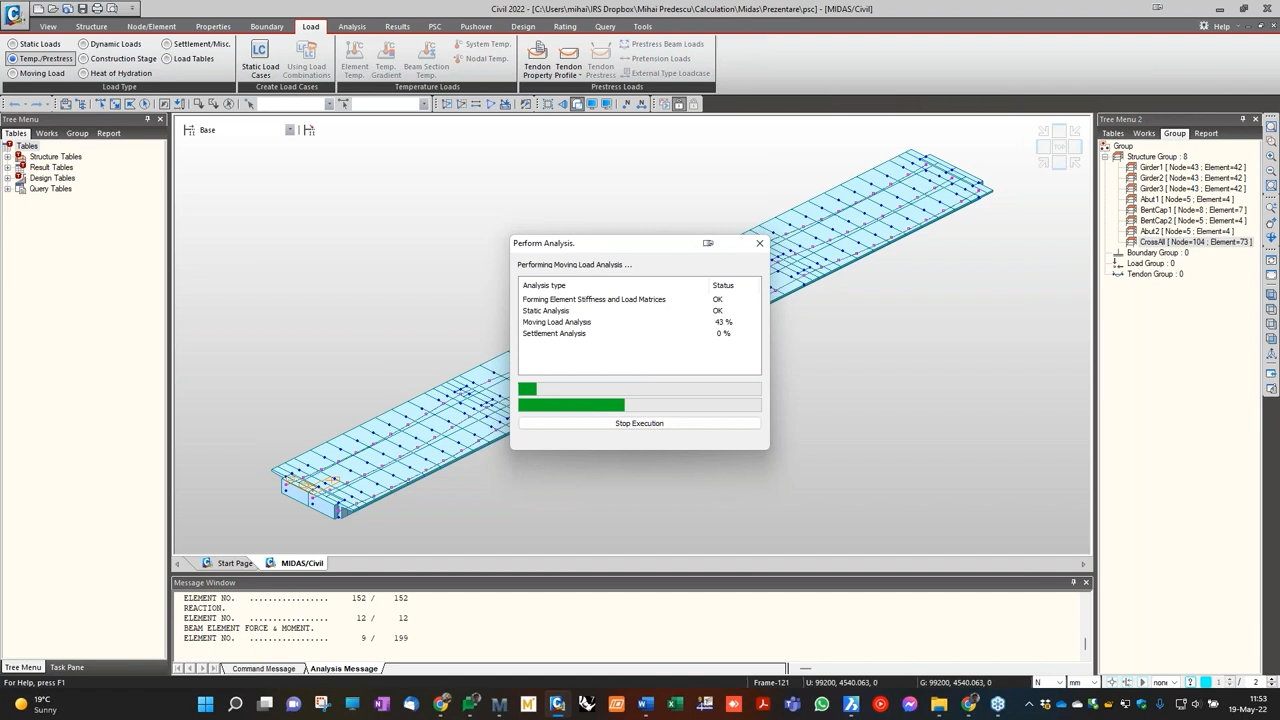 Civil 2022 - [C:\Users\mihai\IRS Dropbox\Mihai Predescu\Calculation\Midas\Prezentare\psc] - [MIDAS/Civil]
View Structure Node/Element Properties Boundary Load Analysis Results PSC Pushover Design Rating Query Tools Help
Static Loads Dynamic Loads Settlement/Misc.
Temp./Prestress Construction Stage Load Tables
Moving Load Heat of Hydration
Load Type
Static Load Cases
Using Load Combinations
Create Load Cases
Element Temp.
Temp. Gradient
Beam Section Temp.
System Temp.
Nodal Temp.
Temperature Loads
Tendon Property
Tendon Profile
Tendon Prestress
Prestress Beam Loads
Pretension Loads
External Type Loadcase
Prestress Loads
Tree Menu
Tables Works Group Report
Tables
Structure Tables
Result Tables
Design Tables
Query Tables
Base
Perform Analysis.
Performing Moving Load Analysis ...
Analysis type Status
Forming Element Stiffness and Load Matrices OK
Static Analysis OK
Moving Load Analysis 43 %
Settlement Analysis 0 %
Stop Execution
Tree Menu 2
Tables Works Group Report
Group
Structure Group : 8
Girder1 [ Node=43 ; Element=42 ]
Girder2 [ Node=43 ; Element=42 ]
Girder3 [ Node=43 ; Element=42 ]
Abut1 [ Node=5 ; Element=4 ]
BentCap1 [ Node=8 ; Element=7 ]
BentCap2 [ Node=5 ; Element=4 ]
Abut2 [ Node=5 ; Element=4 ]
CrossAll [ Node=104 ; Element=73 ]
Boundary Group : 0
Load Group : 0
Tendon Group : 0
Start Page MIDAS/Civil
Message Window
ELEMENT NO. ................. 152 / 152
REACTION.
ELEMENT NO. ................. 12 / 12
BEAM ELEMENT FORCE & MOMENT.
ELEMENT NO. ................. 9 / 199
Command Message Analysis Message
Tree Menu Task Pane
For Help, press F1
Frame-121 U: 99200, 4540.063, 0 G: 99200, 4540.063, 0 N mm none 1 / 2
19°C
Sunny
11:53
19-May-22